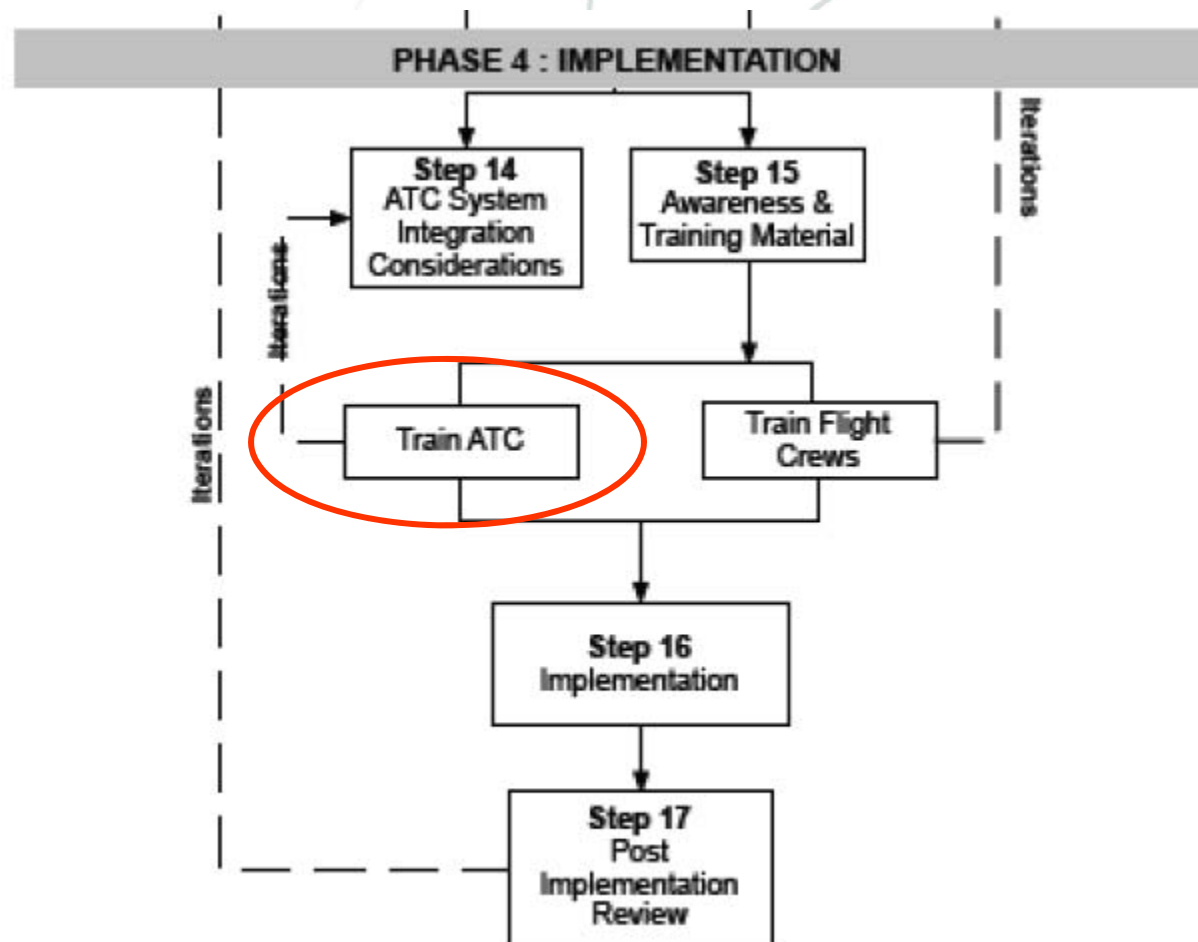 PHASE 4 : IMPLEMENTATION
Iterations
Step 14
ATC System
Integration
Considerations
Step 15
Awareness &
Training Material
Iterations
Iterations
Train ATC
Train Flight
Crews
Step 16
Implementation
Step 17
Post
Implementation
Review